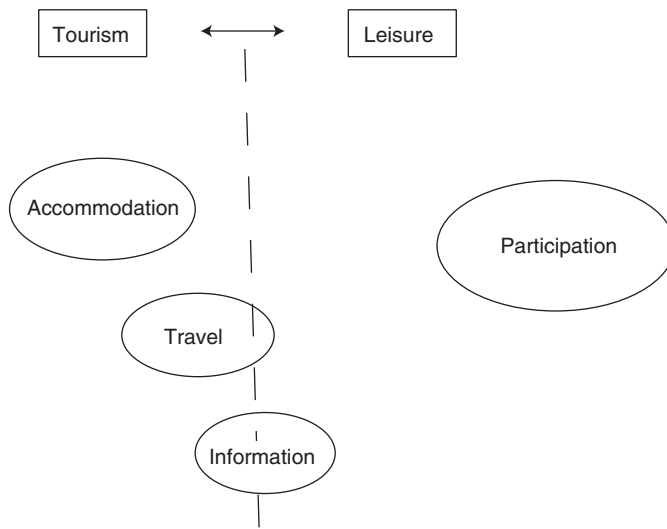 Tourism
Leisure
Accommodation
Participation
Travel
Information